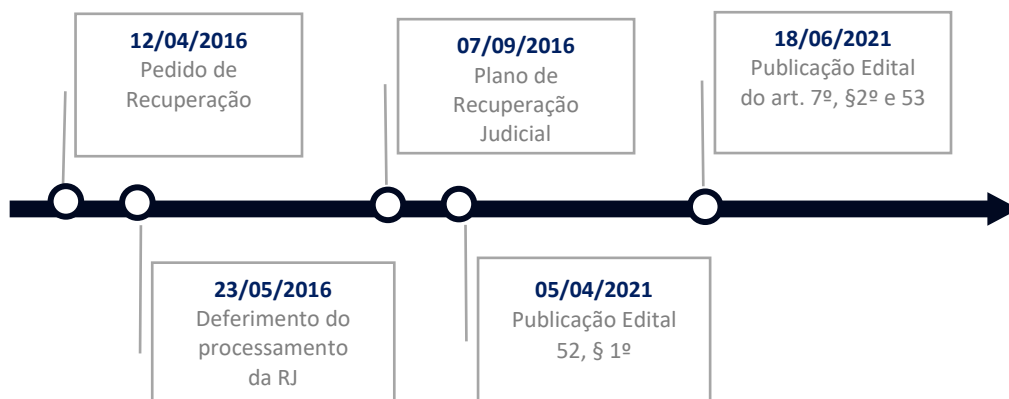 12/04/2016
Pedido de
Recuperação
07/09/2016
Plano de
Recuperação
Judicial
18/06/2021
Publicação Edital
do art. 7º, §2º e 53
23/05/2016
Deferimento do
processamento
da RJ
05/04/2021
Publicação Edital
52, § 1º